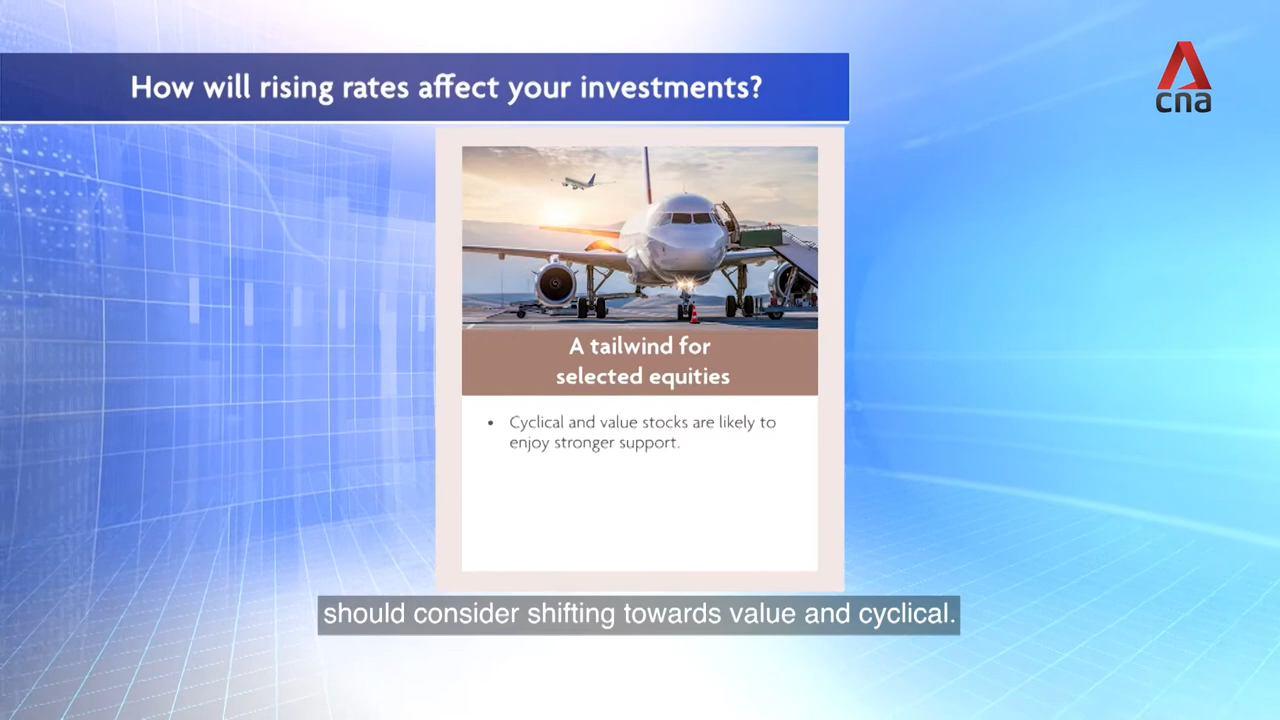 How will rising rates affect your investments?
cna
A tailwind for
selected equities
• Cyclical and value stocks are likely to
enjoy stronger support.
should consider shifting towards value and cyclical.